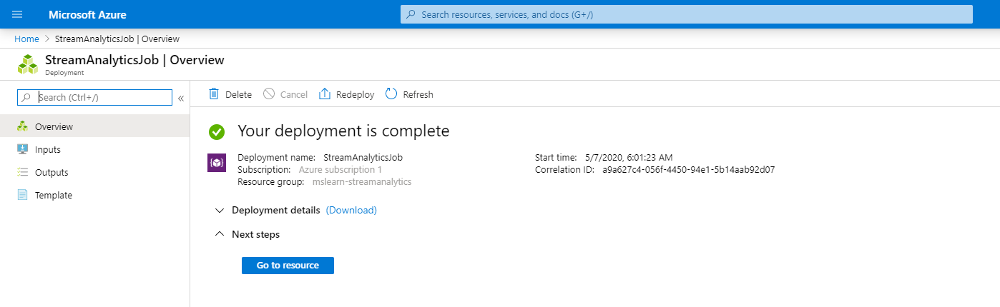 Microsoft Azure
Search resources, services, and docs (G+/)
Home > StreamAnalyticsJob | Overview
StreamAnalyticsJob | Overview
Deployment
Search (Ctrl+/)
«
Delete
Cancel
Redeploy
Refresh
Overview
Inputs
Outputs
Template
Your deployment is complete
Deployment name: StreamAnalyticsJob
Subscription: Azure subscription 1
Resource group: mslearn-streamanalytics
Start time: 5/7/2020, 6:01:23 AM
Correlation ID: a9a627c4-056f-4450-94e1-5b14aab92d07
Deployment details (Download)
Next steps
Go to resource